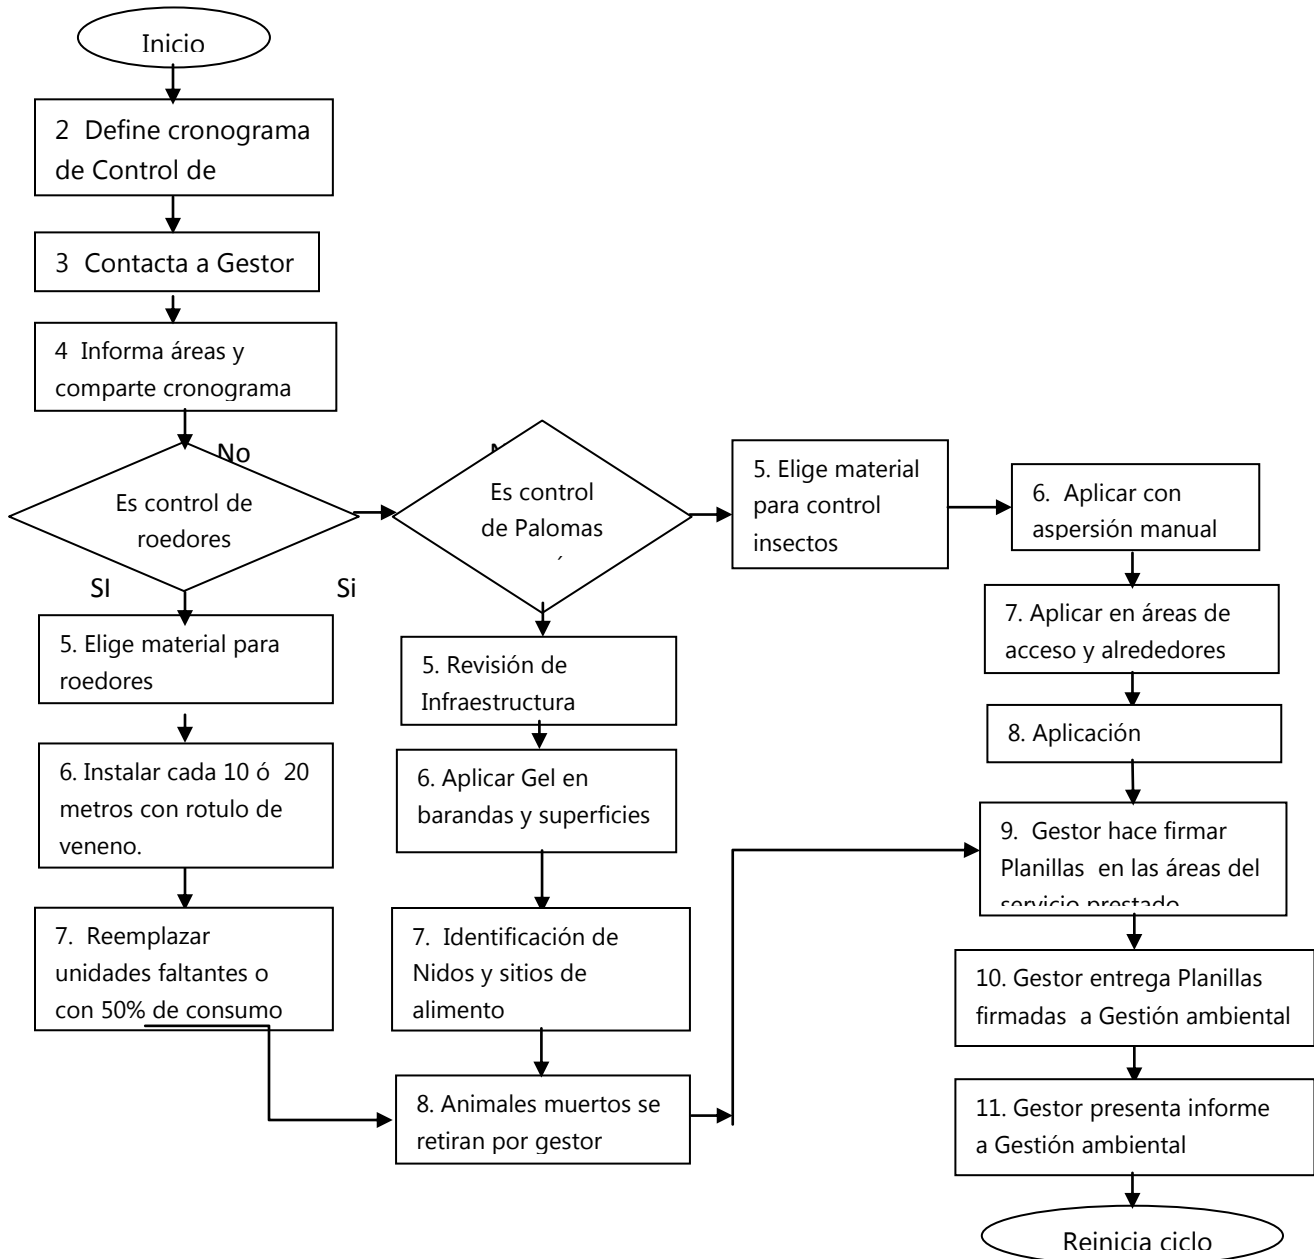 Inicio
2 Define cronograma
de Control de
3 Contacta a Gestor
4 Informa áreas y
comparte cronograma
No
Es control de
roedores
SI
Si
5. Elige material para
roedores
6. Instalar cada 10 ó 20
metros con rotulo de
veneno.
7. Reemplazar
unidades faltantes o
con 50% de consumo
Es control
de Palomas
5. Revisión de
Infraestructura
6. Aplicar Gel en
barandas y superficies
7. Identificación de
Nidos y sitios de
alimento
8. Animales muertos se
retiran por gestor
5. Elige material
para control
insectos
6. Aplicar con
aspersión manual
7. Aplicar en áreas de
acceso y alrededores
8. Aplicación
9. Gestor hace firmar
Planillas en las áreas del
servicio prestado
10. Gestor entrega Planillas
firmadas a Gestión ambiental
11. Gestor presenta informe
a Gestión ambiental
Reinicia ciclo